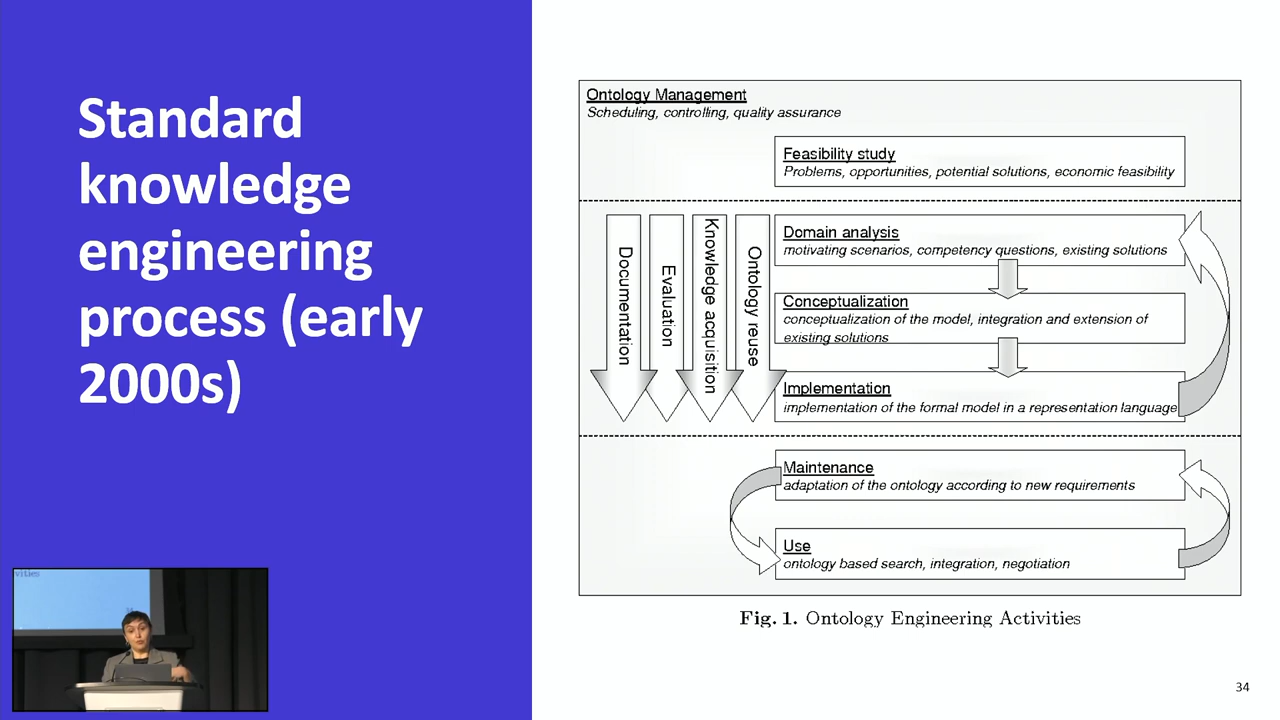 Standard
knowledge
engineering
process (early
2000s)
Ontology Management
Scheduling, controlling, quality assurance
Feasibility study
Problems, opportunities, potential solutions, economic feasibility
Documentation
Evaluation
Knowledge acquisition
Ontology reuse
Domain analysis
motivating scenarios, competency questions, existing solutions
Conceptualization
conceptualization of the model, integration and extension of
existing solutions
Implementation
implementation of the formal model in a representation language
Maintenance
adaptation of the ontology according to new requirements
Use
ontology based search, integration, negotiation
Fig. 1. Ontology Engineering Activities
vities
34